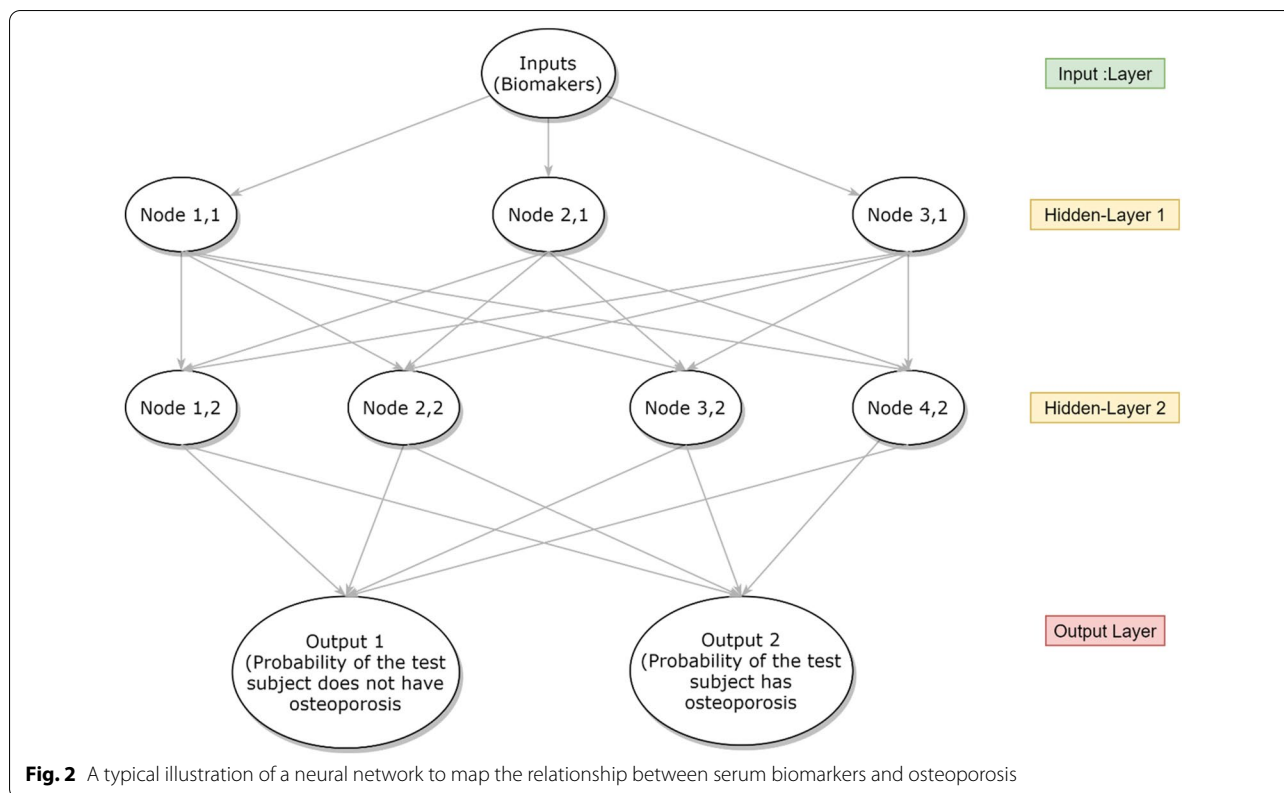 Inputs
(Biomakers)
Input :Layer
Node 1,1
Node 2,1
Node 3,1
Hidden-Layer 1
Node 1,2
Node 2,2
Node 3,2
Node 4,2
Hidden-Layer 2
Output 1
(Probability of the test
subject does not have
osteoporosis
Output 2
(Probability of the test
subject has
osteoporosis
Output Layer
Fig. 2 A typical illustration of a neural network to map the relationship between serum biomarkers and osteoporosis